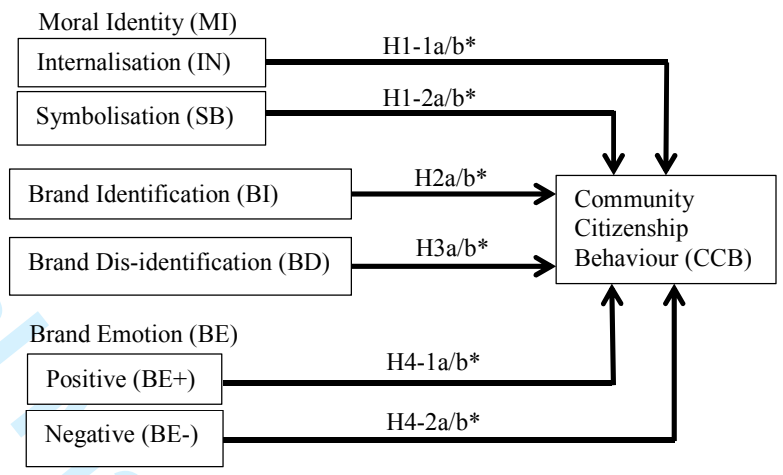 Moral Identity (MI)
Internalisation (IN)
H1-1a/b*
Symbolisation (SB)
H1-2a/b*
Brand Identification (BI)
H2a/b*
Community
Citizenship
Behaviour (CCB)
Brand Dis-identification (BD)
H3a/b*
Brand Emotion (BE)
Positive (BE+)
H4-1a/b*
Negative (BE-)
H4-2a/b*